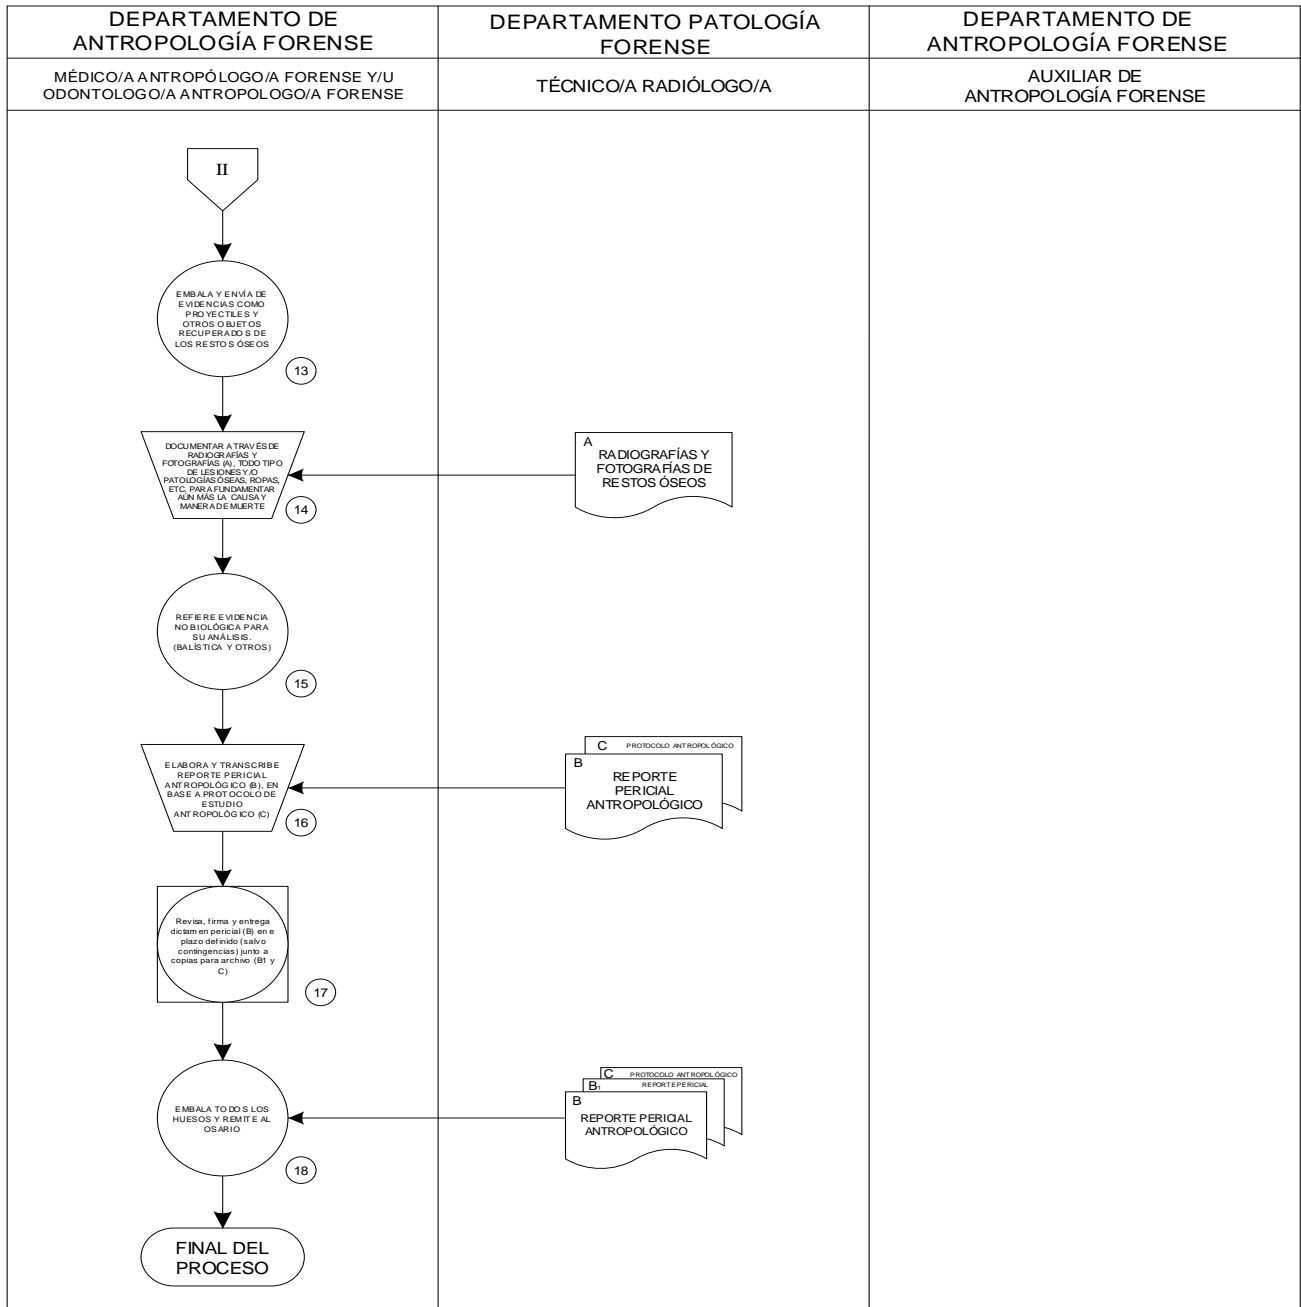 DEPARTAMENTO DE
ANTROPOLOGÍA FORENSE
DEPARTAMENTO PATOLOGÍA
FORENSE
DEPARTAMENTO DE
ANTROPOLOGÍA FORENSE
MÉDICO/A ANTROPÓLOGO/A FORENSE Y/U
ODONTOLOGO/A ANTROPOLOGO/A FORENSE
TÉCNICO/A RADIÓLOGO/A
AUXILIAR DE
ANTROPOLOGÍA FORENSE
II
EMBALA Y ENVÍA DE
EVIDENCIAS COMO
PROYECTILES Y
OTROS OBJETOS
RECUPERADOS DE
LOS RESTOS ÓSEOS
13
DOCUMENTAR A TRAVÉS DE
RADIOGRAFÍAS Y
FOTOGRAFÍAS (A), TODO TIPO
DE LESIONES Y/O
PATOLOGÍAS ÓSEAS, ROPAS,
ETC, PARA FUNDAMENTAR
AÚN MÁS LA CAUSA Y
MANERA DE MUERTE
14
A
RADIOGRAFÍAS Y
FOTOGRAFÍAS DE
RESTOS ÓSEOS
REFIERE EVIDENCIA
NO BIOLÓGICA PARA
SU ANÁLISIS.
(BALÍSTICA Y OTROS)
15
ELABORA Y TRANSCRIBE
REPORTE PERICIAL
ANTROPOLÓGICO (B), EN
BASE A PROTOCOLO DE
ESTUDIO
ANTROPOLÓGICO (C)
16
C PROTOCOLO ANTROPOLÓGICO
B
REPORTE
PERICIAL
ANTROPOLÓGICO
Revisa, firma y entrega
dictamen pericial (B) en e
plazo definido (salvo
contingencias) junto a
copias para archivo (B1 y
C)
17
EMBALA TODOS LOS
HUESOS Y REMITE AL
OSARIO
18
C PROTOCOLO ANTROPOLÓGICO
B1 REPORTE PERICIAL
B
REPORTE PERICIAL
ANTROPOLÓGICO
FINAL DEL
PROCESO